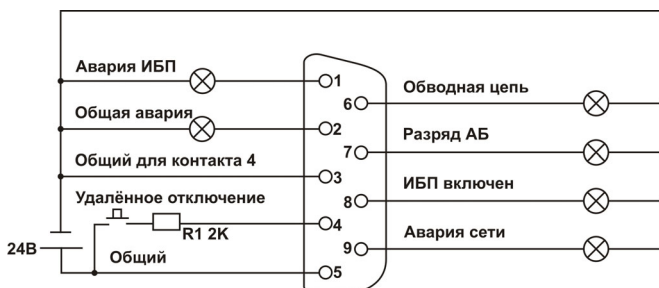 Авария ИБП
1
Общая авария
2
Общий для контакта 4
3
Удалённое отключение
4
R1 2K
24В
Общий
5
Обводная цепь
6
Разряд АБ
7
ИБП включен
8
Авария сети
9